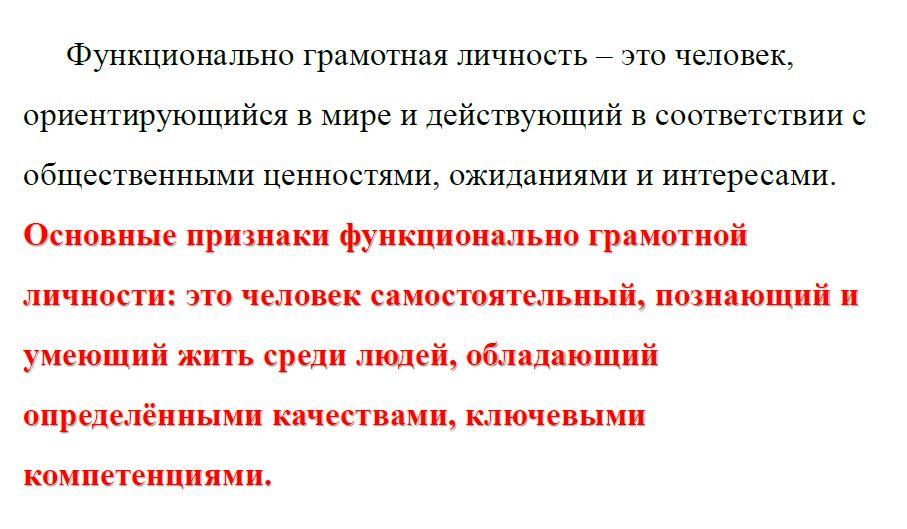 Функционально грамотная личность – это человек,
ориентирующийся в мире и действующий в соответствии с
общественными ценностями, ожиданиями и интересами.
Основные признаки функционально грамотной
личности: это человек самостоятельный, познающий и
умеющий жить среди людей, обладающий
определёнными качествами, ключевыми
компетенциями.